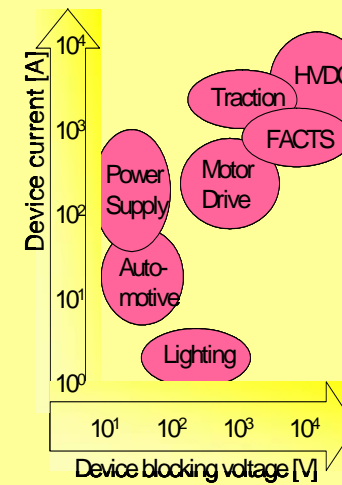 Device current [A]
10⁴
10³
10²
10¹
10⁰
HVDC
Traction
FACTS
Power
Supply
Motor
Drive
Auto-
motive
Lighting
10¹ 10² 10³ 10⁴
Device blocking voltage [V]